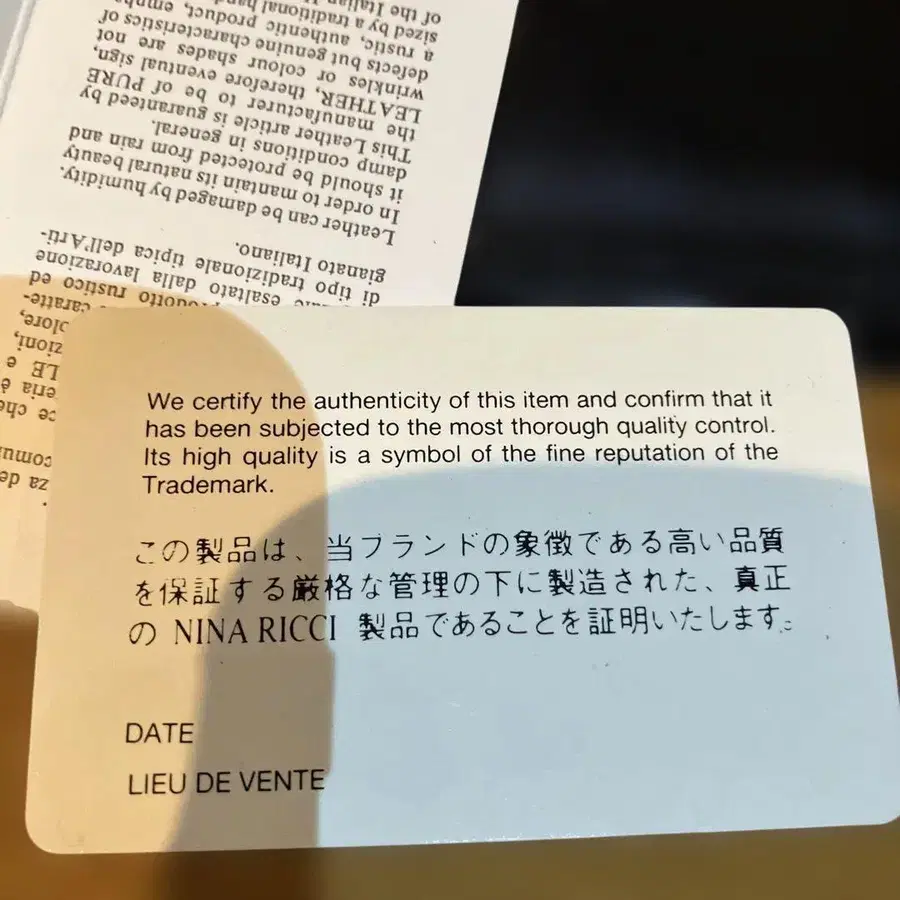 We certify the authenticity of this item and confirm that it
has been subjected to the most thorough quality control.
Its high quality is a symbol of the fine reputation of the
Trademark.
この製品は、当ブランドの象徴である高い品質
を保証する厳格な管理の下に製造された、真正
の NINA RICCI 製品であることを証明いたします。
DATE
LIEU DE VENTE
di tipo tradizionale tipica dell'Arti-
gianato Italiano.
Leather can be damaged by humidity.
In order to mantain its natural beauty
it should be protected from rain and
damp conditions in general.
This Leather article is guaranteed by
the manufacturer to be of PURE
LEATHER, therefore eventual sign,
wrinkles or colour shades are not
defects but genuine characteristics of
a rustic, authentic product,
sized by a traditional
of the